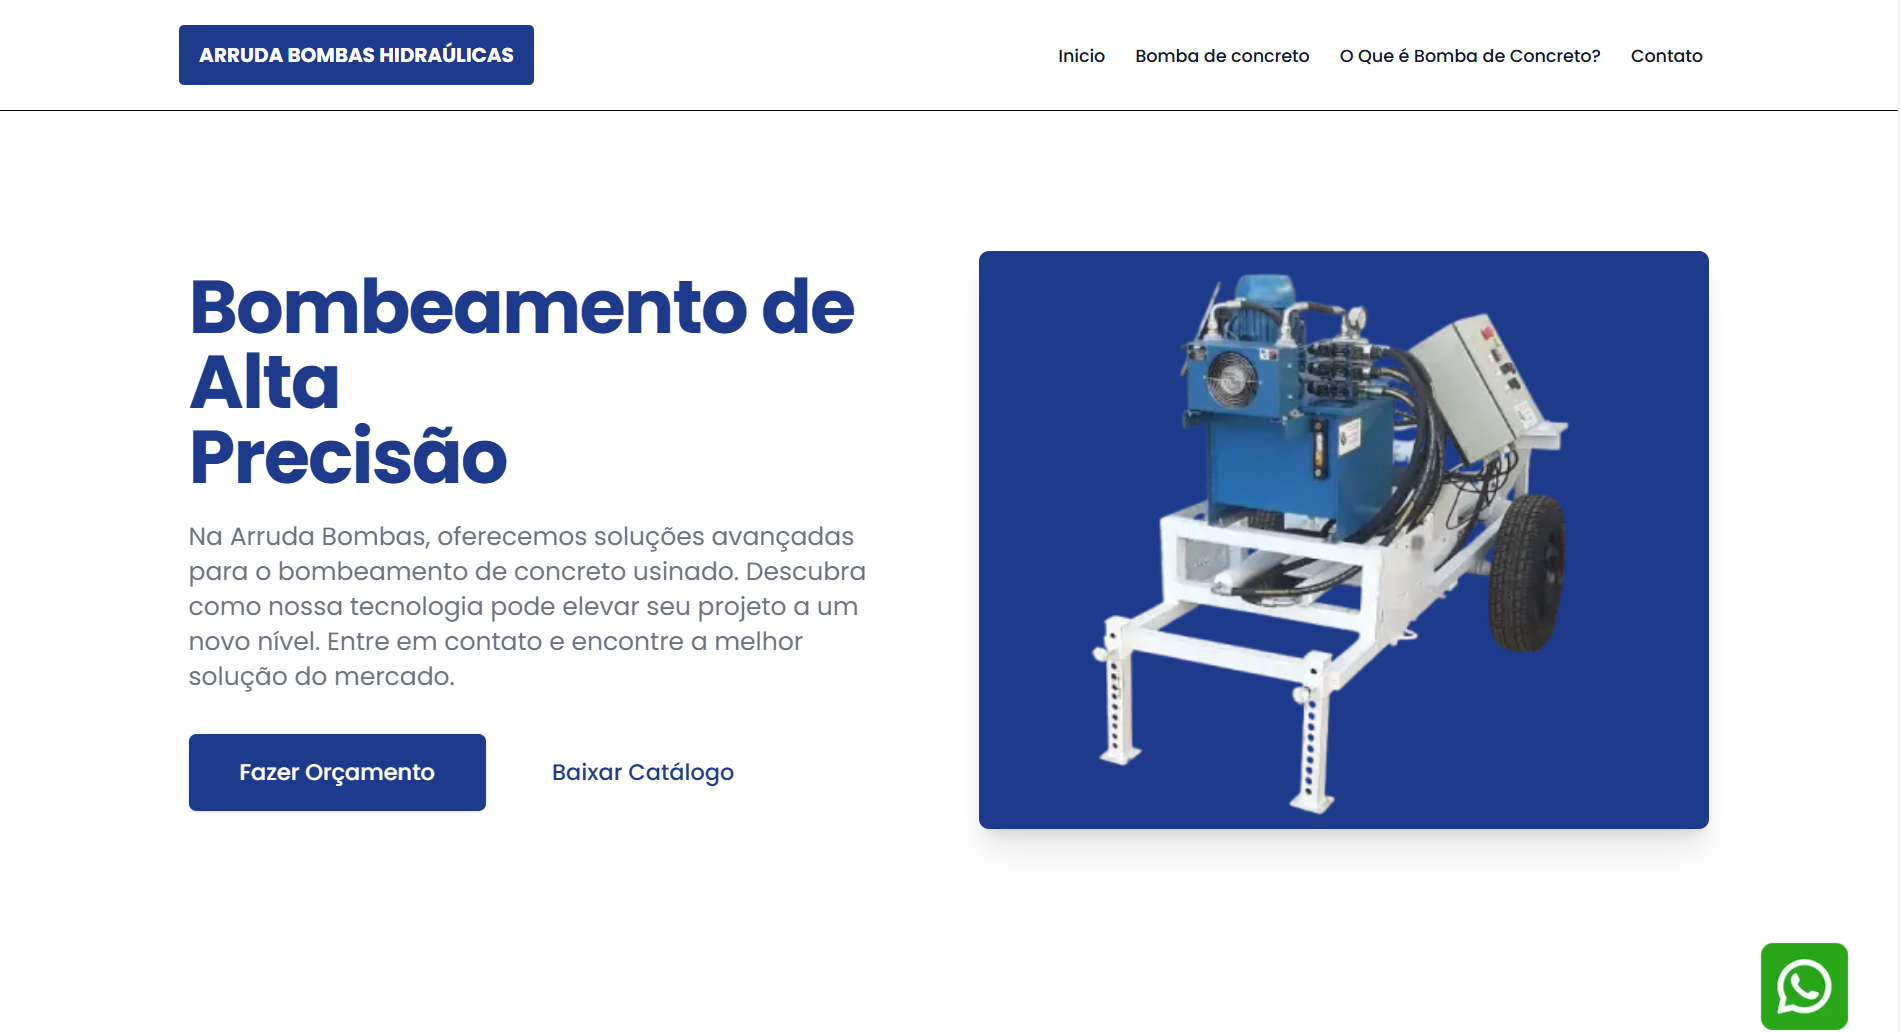 ARRUDA BOMBAS HIDRAÚLICAS
Inicio
Bomba de concreto
O Que é Bomba de Concreto?
Contato
Bombeamento de
Alta
Precisão
Na Arruda Bombas, oferecemos soluções avançadas
para o bombeamento de concreto usinado. Descubra
como nossa tecnologia pode elevar seu projeto a um
novo nível. Entre em contato e encontre a melhor
solução do mercado.
Fazer Orçamento
Baixar Catálogo